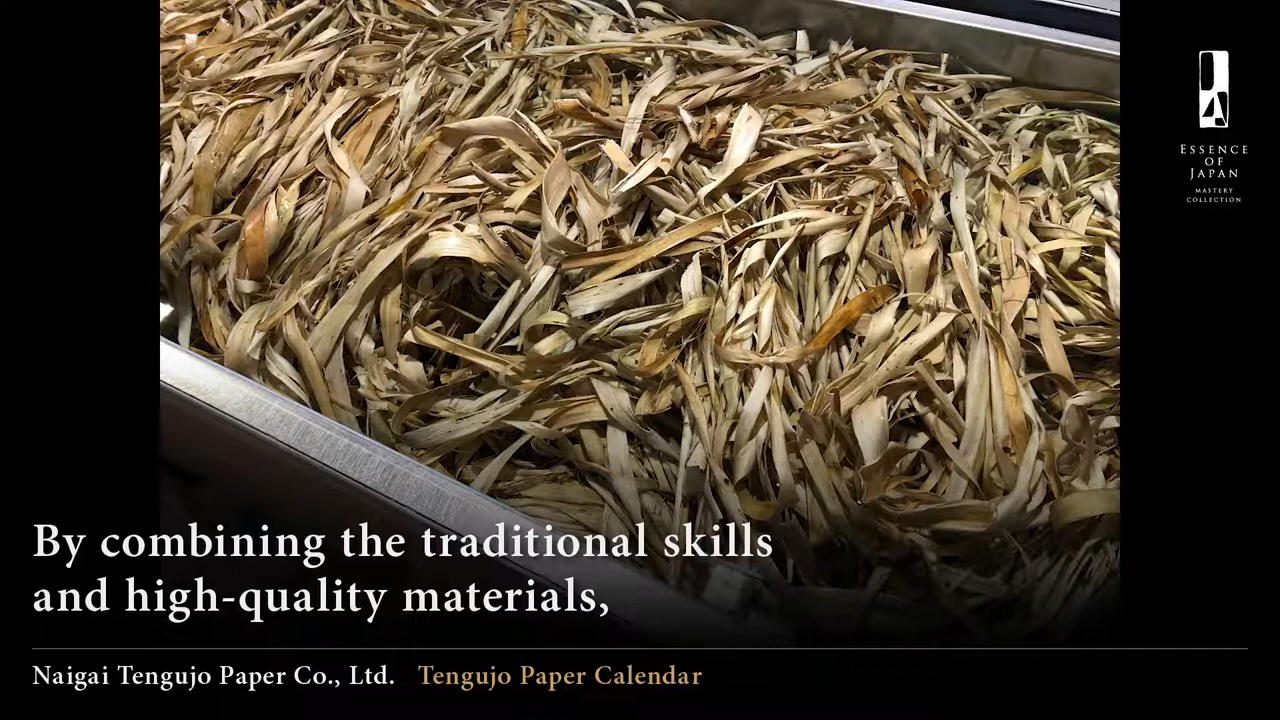 ESSENCE
OF
JAPAN
MASTERY
COLLECTION
By combining the traditional skills
and high-quality materials,
Naigai Tengujo Paper Co., Ltd. Tengujo Paper Calendar